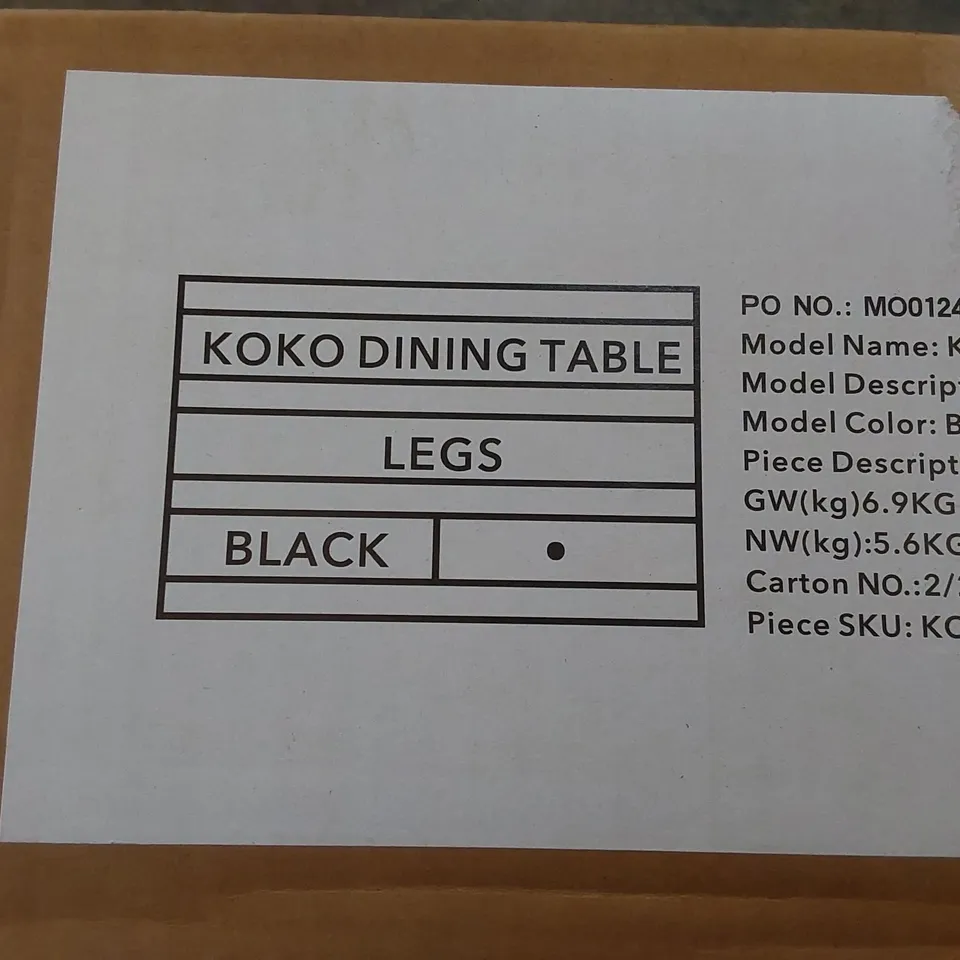 KOKO DINING TABLE
LEGS
BLACK
PO NO.: MO0124
Model Name: K
Model Descrip
Model Color: B
Piece Descript
GW(kg)6.9KG
NW(kg):5.6KG
Carton NO.:2/
Piece SKU: KO